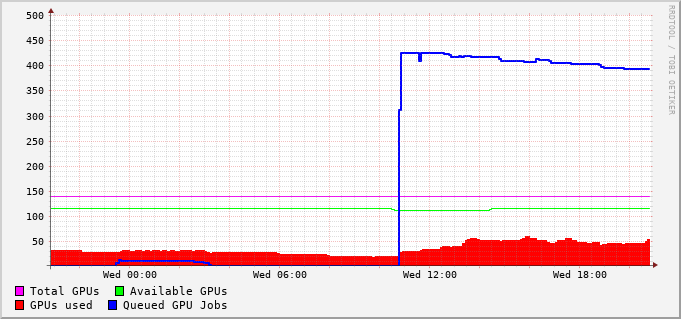 500
450
400
350
300
250
200
150
100
50
Wed 00:00 Wed 06:00 Wed 12:00 Wed 18:00
Total GPUs Available GPUs
GPUs used Queued GPU Jobs
RRDTOOL / TOBI OETIKER